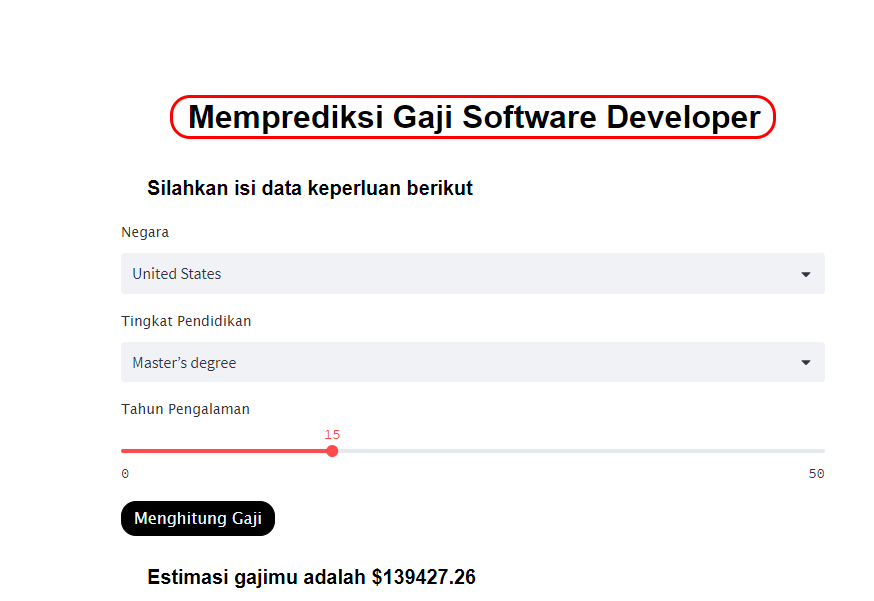 Memprediksi Gaji Software Developer
Silahkan isi data keperluan berikut
Negara
United States
Tingkat Pendidikan
Master’s degree
Tahun Pengalaman
15
0 50
Menghitung Gaji
Estimasi gajimu adalah $139427.26